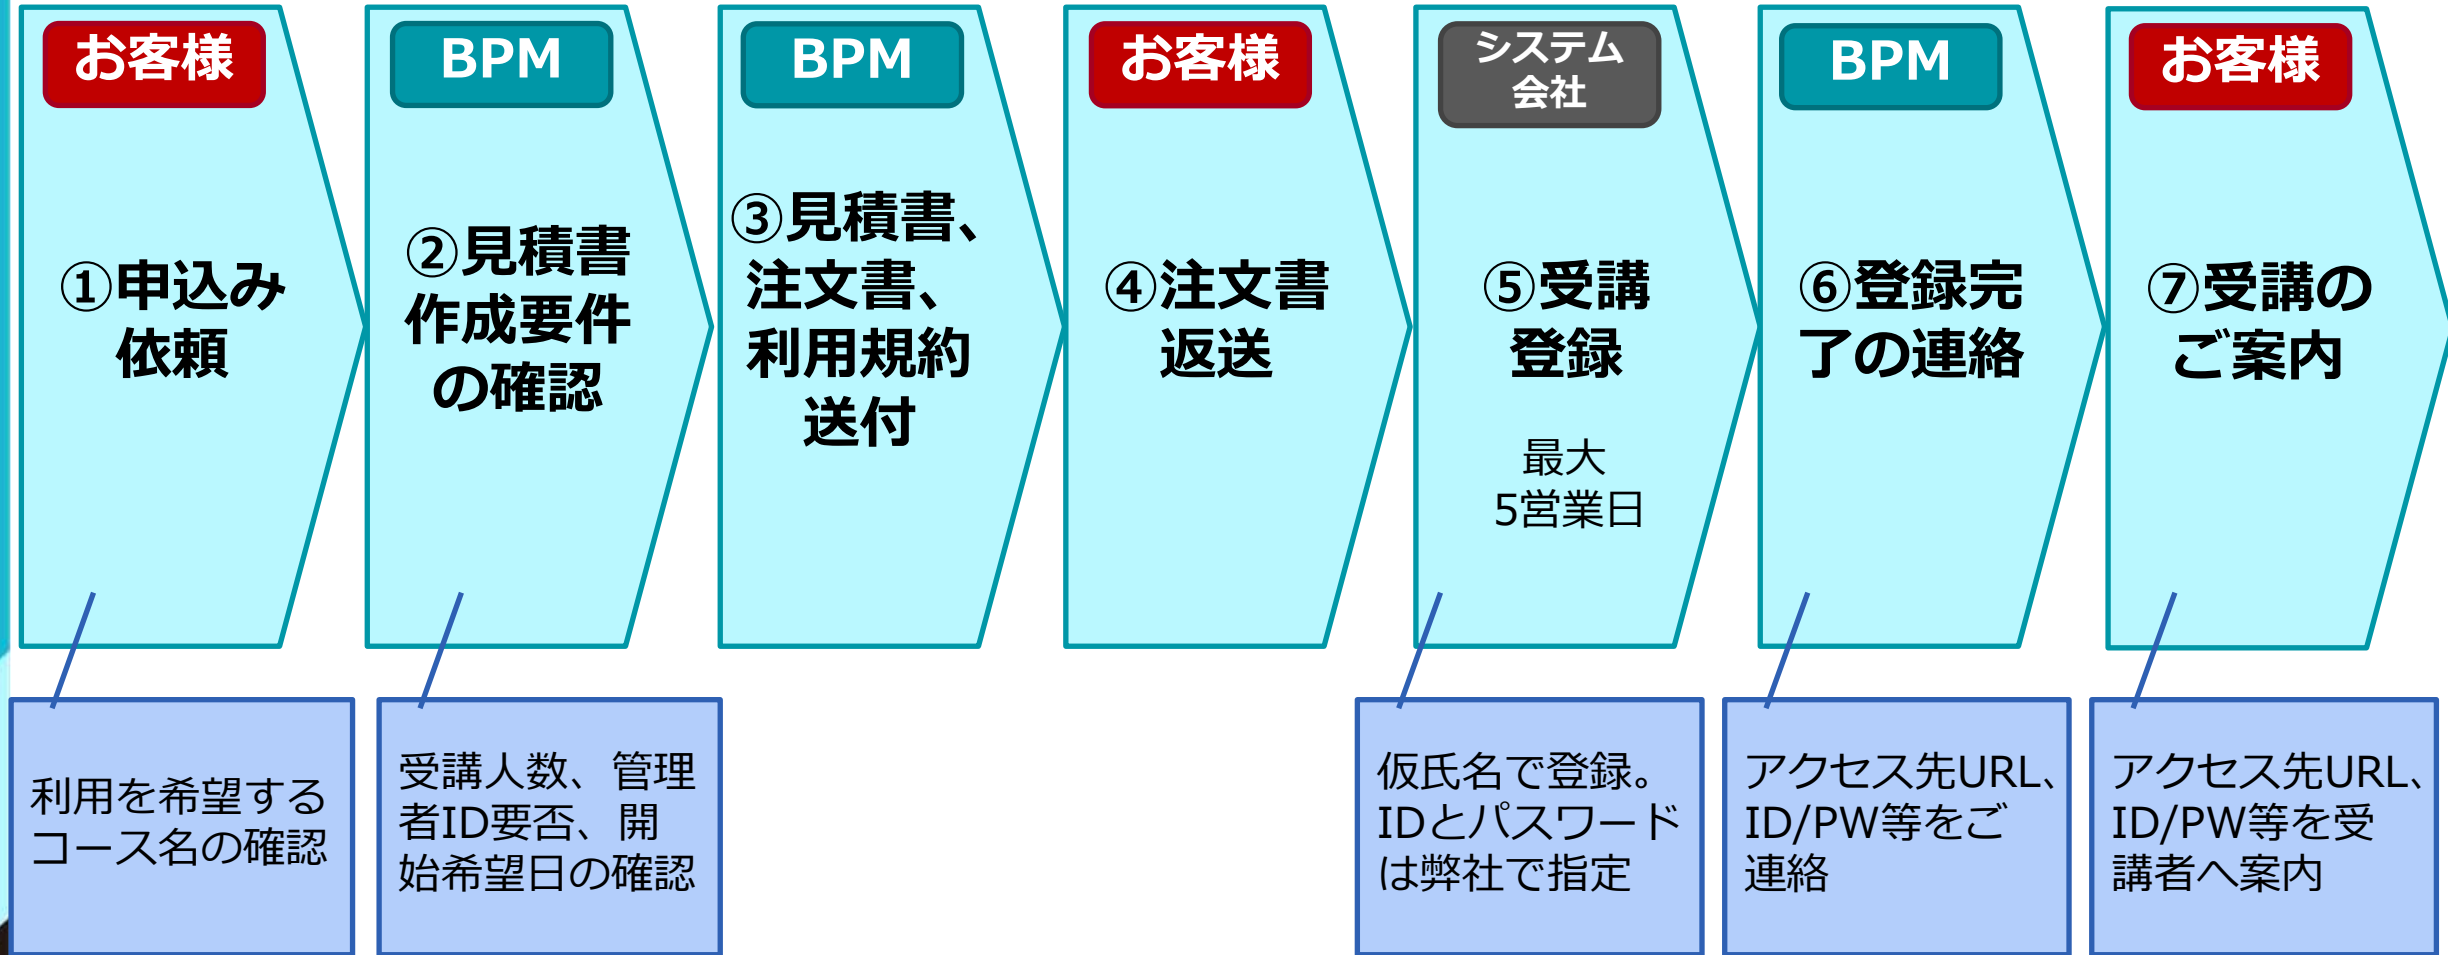 お客様
①申込み
依頼
利用を希望する
コース名の確認
BPM
②見積書
作成要件
の確認
受講人数、管理
者ID要否、開
始希望日の確認
BPM
③見積書、
注文書、
利用規約
送付
お客様
④注文書
返送
システム
会社
⑤受講
登録
最大
5営業日
仮氏名で登録。
IDとパスワード
は弊社で指定
BPM
⑥登録完
了の連絡
アクセス先URL、
ID/PW等をご
連絡
お客様
⑦受講の
ご案内
アクセス先URL、
ID/PW等を受
講者へ案内